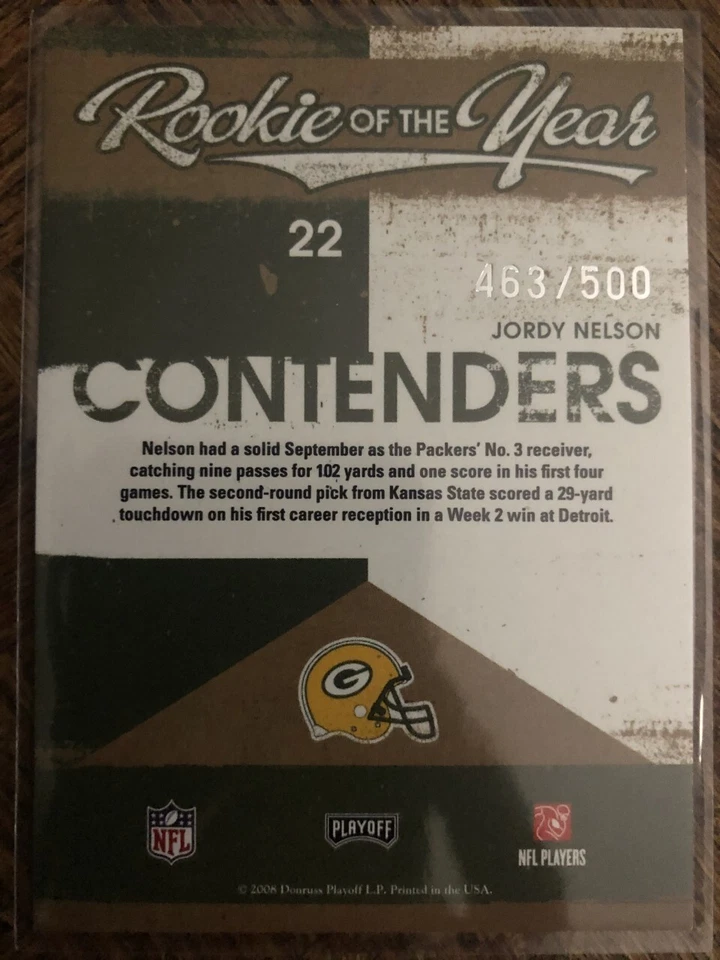 Rookie OF THE Year
22
463/500
JORDY NELSON
CONTENDERS
Nelson had a solid September as the Packers' No. 3 receiver,
catching nine passes for 102 yards and one score in his first four
games. The second-round pick from Kansas State scored a 29-yard
touchdown on his first career reception in a Week 2 win at Detroit.
G
NFL
PLAYOFF
NFL PLAYERS
© 2008 Donruss Playoff L.P. Printed in the USA.